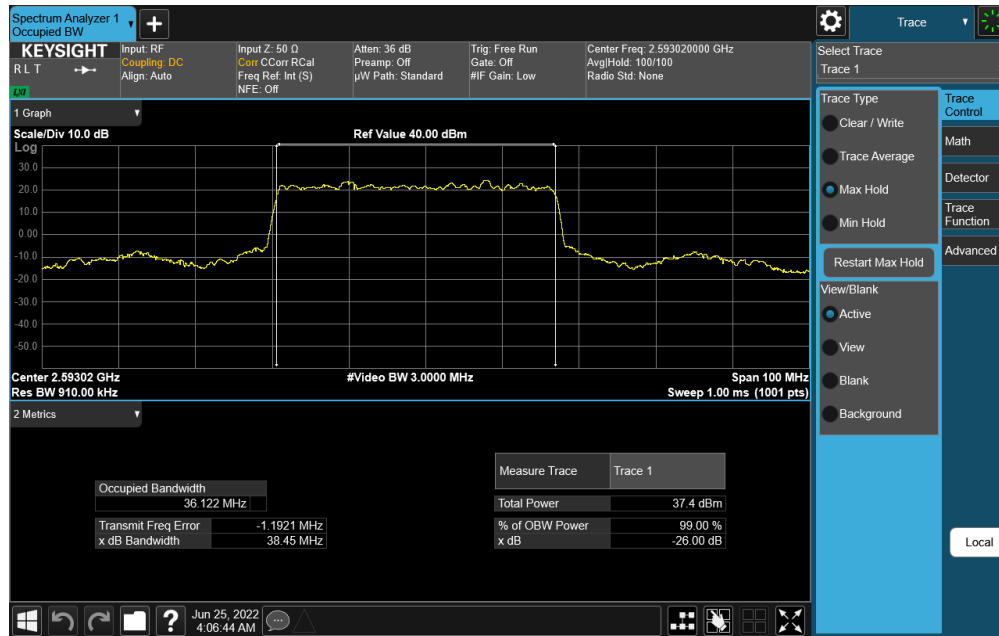 Spectrum Analyzer 1
Occupied BW
+
Trace
KEYSIGHT
R L T
LXI
Input: RF
Coupling: DC
Align: Auto
Input Z: 50 Ω
Corr CCorr RCal
Freq Ref: Int (S)
NFE: Off
Atten: 36 dB
Preamp: Off
µW Path: Standard
Trig: Free Run
Gate: Off
#IF Gain: Low
Center Freq: 2.593020000 GHz
Avg|Hold: 100/100
Radio Std: None
Select Trace
Trace 1
1 Graph
Scale/Div 10.0 dB
Ref Value 40.00 dBm
Log
30.0
20.0
10.0
0.00
-10.0
-20.0
-30.0
-40.0
-50.0
Center 2.59302 GHz
#Video BW 3.0000 MHz
Span 100 MHz
Res BW 910.00 kHz
Sweep 1.00 ms (1001 pts)
Trace Type
Clear / Write
Trace Average
Max Hold
Min Hold
Restart Max Hold
View/Blank
Active
View
Blank
Background
Trace
Control
Math
Detector
Trace
Function
Advanced
Local
2 Metrics
Occupied Bandwidth
36.122 MHz
Transmit Freq Error -1.1921 MHz
x dB Bandwidth 38.45 MHz
Measure Trace Trace 1
Total Power 37.4 dBm
% of OBW Power 99.00 %
x dB -26.00 dB
?
Jun 25, 2022
4:06:44 AM